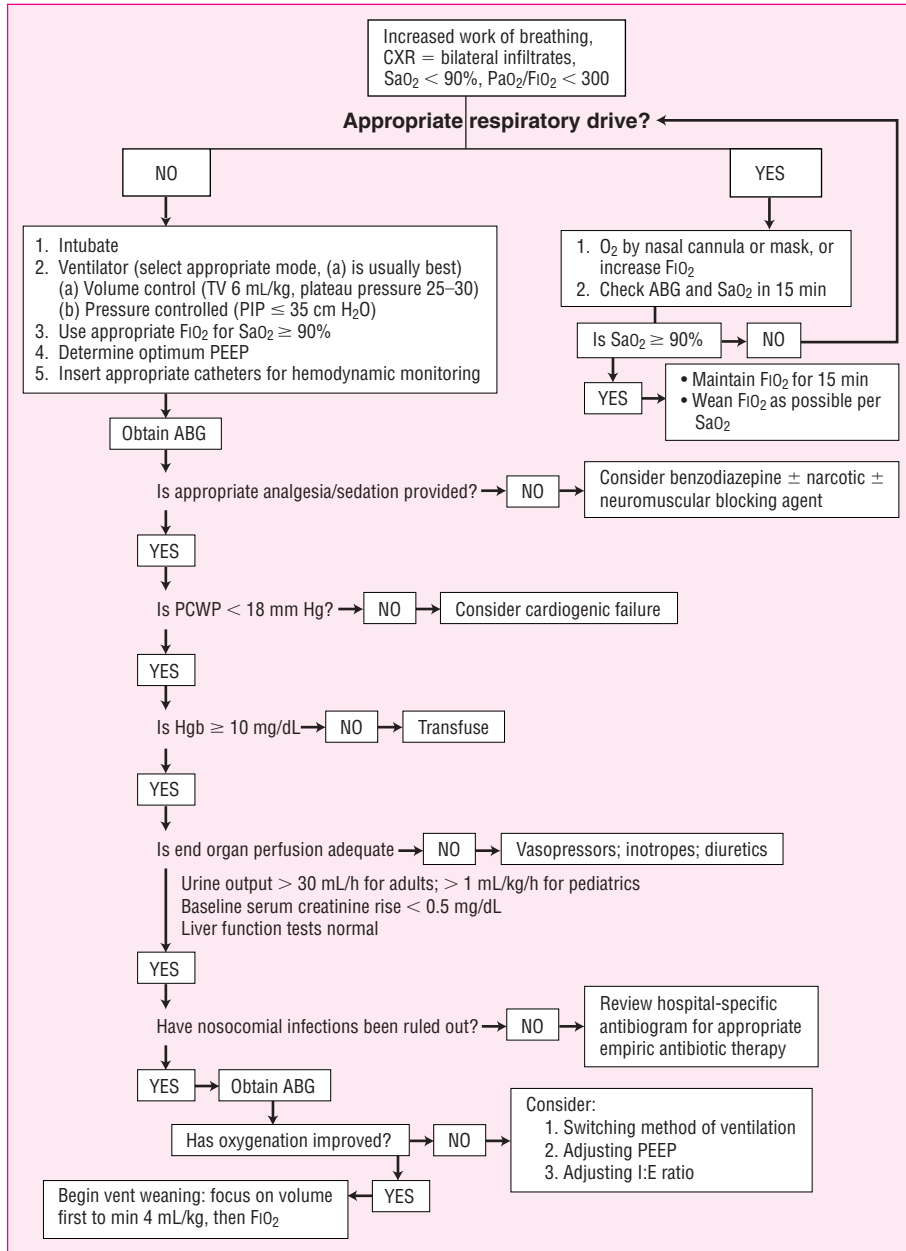 Increased work of breathing,
CXR = bilateral infiltrates,
SaO₂ < 90%, PaO₂/FIO₂ < 300
Appropriate respiratory drive?
NO
YES
1. Intubate
2. Ventilator (select appropriate mode, (a) is usually best)
(a) Volume control (TV 6 mL/kg, plateau pressure 25–30)
(b) Pressure controlled (PIP ≤ 35 cm H₂O)
3. Use appropriate FIO₂ for SaO₂ ≥ 90%
4. Determine optimum PEEP
5. Insert appropriate catheters for hemodynamic monitoring
1. O₂ by nasal cannula or mask, or
increase FIO₂
2. Check ABG and SaO₂ in 15 min
Is SaO₂ ≥ 90%
NO
YES
• Maintain FIO₂ for 15 min
• Wean FIO₂ as possible per
SaO₂
Obtain ABG
Is appropriate analgesia/sedation provided?
NO
Consider benzodiazepine ± narcotic ±
neuromuscular blocking agent
YES
Is PCWP < 18 mm Hg?
NO
Consider cardiogenic failure
YES
Is Hgb ≥ 10 mg/dL
NO
Transfuse
YES
Is end organ perfusion adequate
NO
Vasopressors; inotropes; diuretics
Urine output > 30 mL/h for adults; > 1 mL/kg/h for pediatrics
Baseline serum creatinine rise < 0.5 mg/dL
Liver function tests normal
YES
Have nosocomial infections been ruled out?
NO
Review hospital-specific
antibiogram for appropriate
empiric antibiotic therapy
YES
Obtain ABG
Has oxygenation improved?
NO
Consider:
1. Switching method of ventilation
2. Adjusting PEEP
3. Adjusting I:E ratio
YES
Begin vent weaning: focus on volume
first to min 4 mL/kg, then FIO₂